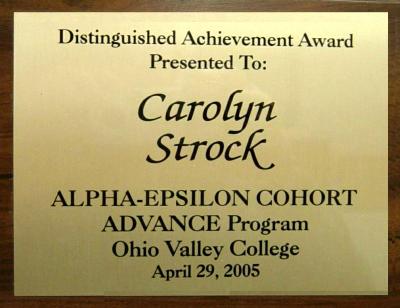 Distinguished Achievement Award
Presented To:
Carolyn
Strock
ALPHA-EPSILON COHORT
ADVANCE Program
Ohio Valley College
April 29, 2005